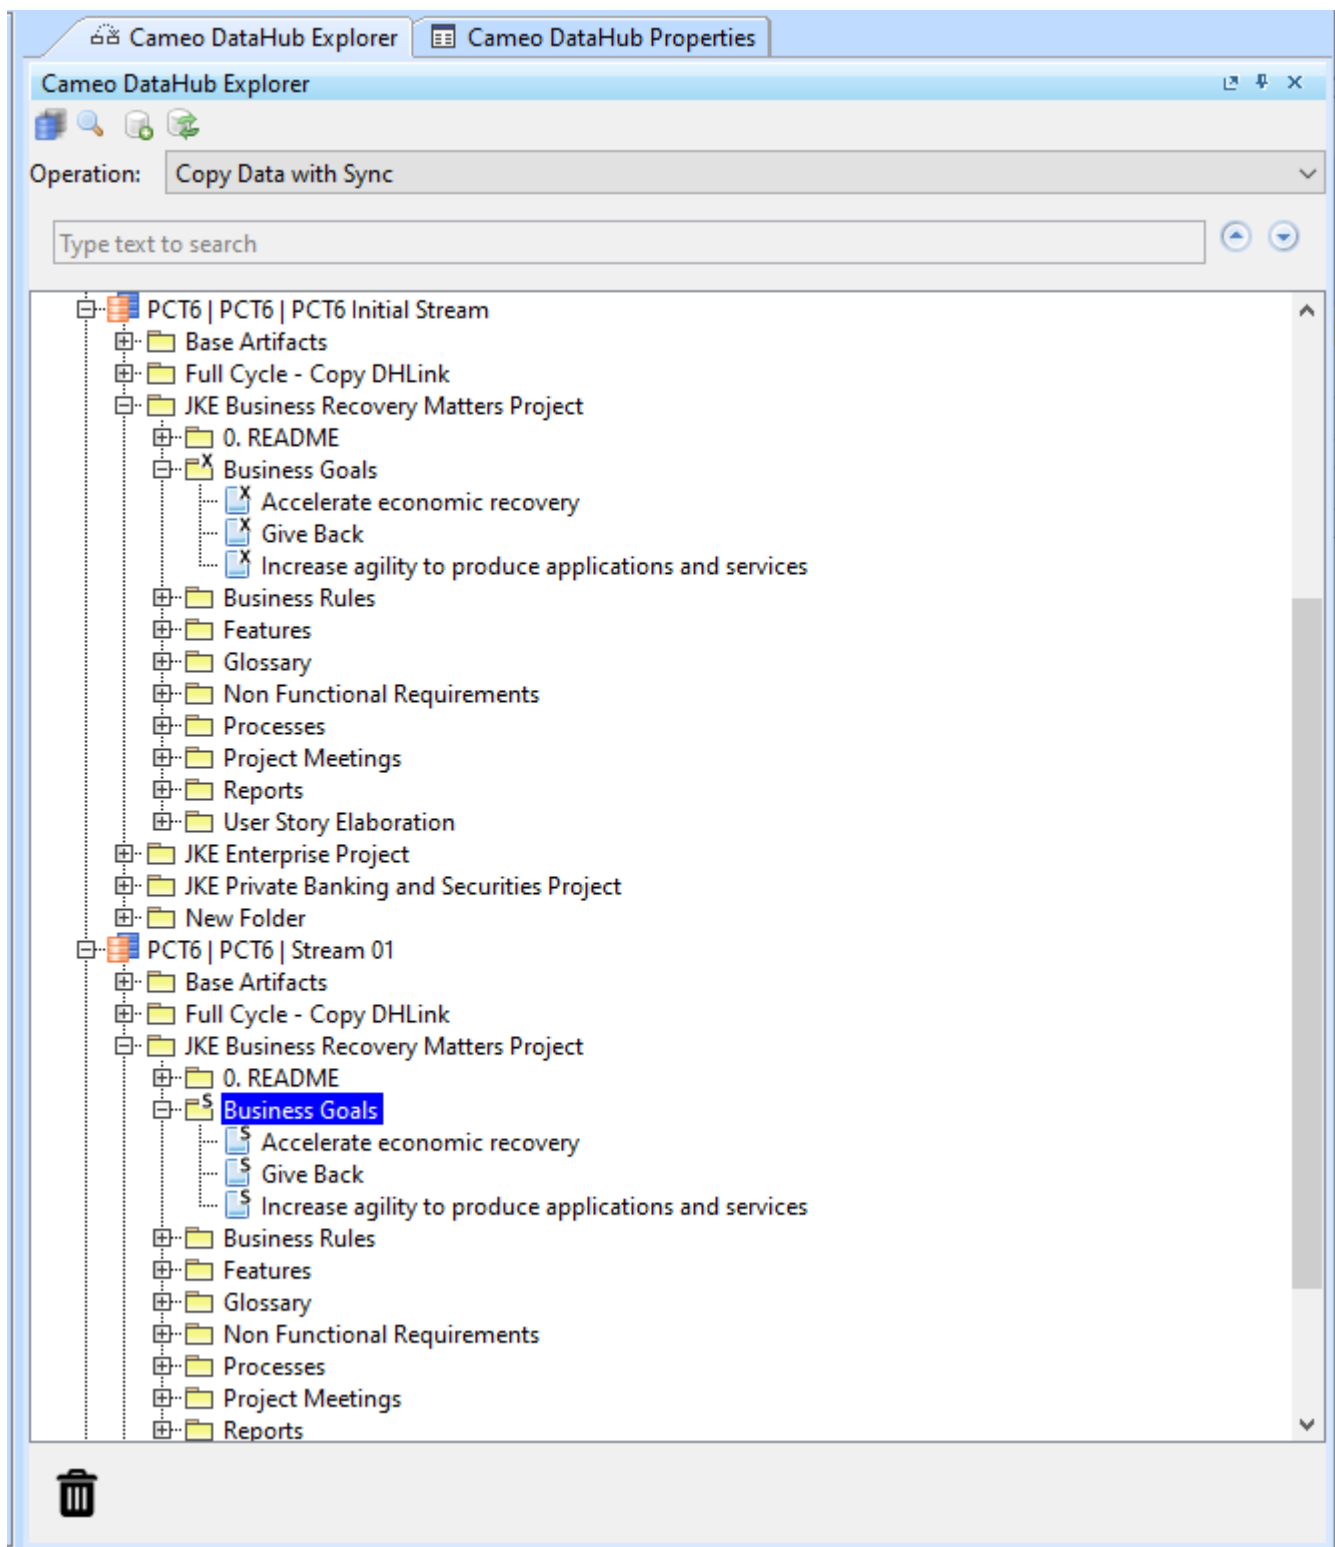 Cameo DataHub Explorer Cameo DataHub Properties
Cameo DataHub Explorer
Operation: Copy Data with Sync
Type text to search
PCT6 | PCT6 | PCT6 Initial Stream
Base Artifacts
Full Cycle - Copy DHLink
JKE Business Recovery Matters Project
0. README
X Business Goals
X Accelerate economic recovery
X Give Back
X Increase agility to produce applications and services
Business Rules
Features
Glossary
Non Functional Requirements
Processes
Project Meetings
Reports
User Story Elaboration
JKE Enterprise Project
JKE Private Banking and Securities Project
New Folder
PCT6 | PCT6 | Stream 01
Base Artifacts
Full Cycle - Copy DHLink
JKE Business Recovery Matters Project
0. README
S Business Goals
S Accelerate economic recovery
S Give Back
S Increase agility to produce applications and services
Business Rules
Features
Glossary
Non Functional Requirements
Processes
Project Meetings
Reports